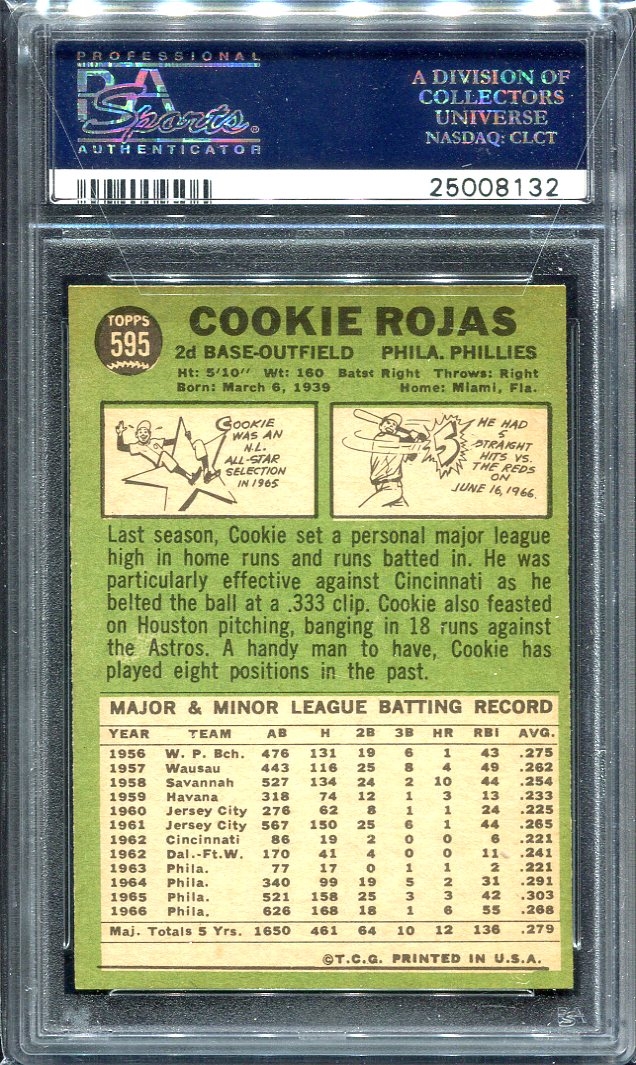 PROFESSIONAL
PSA
Sports®
AUTHENTICATOR
A DIVISION OF
COLLECTORS
UNIVERSE
NASDAQ: CLCT
25008132
TOPPS
595
COOKIE ROJAS
2d BASE-OUTFIELD PHILA. PHILLIES
Ht: 5'10" Wt: 160 Bats: Right Throws: Right
Born: March 6, 1939 Home: Miami, Fla.
COOKIE
WAS AN
N.L.
ALL-STAR
SELECTION
IN 1965
5
HE HAD
5
STRAIGHT
HITS VS.
THE REDS
ON
JUNE 16, 1966.
Last season, Cookie set a personal major league
high in home runs and runs batted in. He was
particularly effective against Cincinnati as he
belted the ball at a .333 clip. Cookie also feasted
on Houston pitching, banging in 18 runs against
the Astros. A handy man to have, Cookie has
played eight positions in the past.
MAJOR & MINOR LEAGUE BATTING RECORD
YEAR TEAM AB H 2B 3B HR RBI AVG.
1956 W. P. Bch. 476 131 19 6 1 43 .275
1957 Wausau 443 116 25 8 4 49 .262
1958 Savannah 527 134 24 2 10 44 .254
1959 Havana 318 74 12 1 3 13 .233
1960 Jersey City 276 62 8 1 1 24 .225
1961 Jersey City 567 150 25 6 1 44 .265
1962 Cincinnati 86 19 2 0 0 6 .221
1962 Dal.-Ft.W. 170 41 4 0 0 11 .241
1963 Phila. 77 17 0 1 1 2 .221
1964 Phila. 340 99 19 5 2 31 .291
1965 Phila. 521 158 25 3 3 42 .303
1966 Phila. 626 168 18 1 6 55 .268
Maj. Totals 5 Yrs. 1650 461 64 10 12 136 .279
©T.C.G. PRINTED IN U.S.A.
PSA